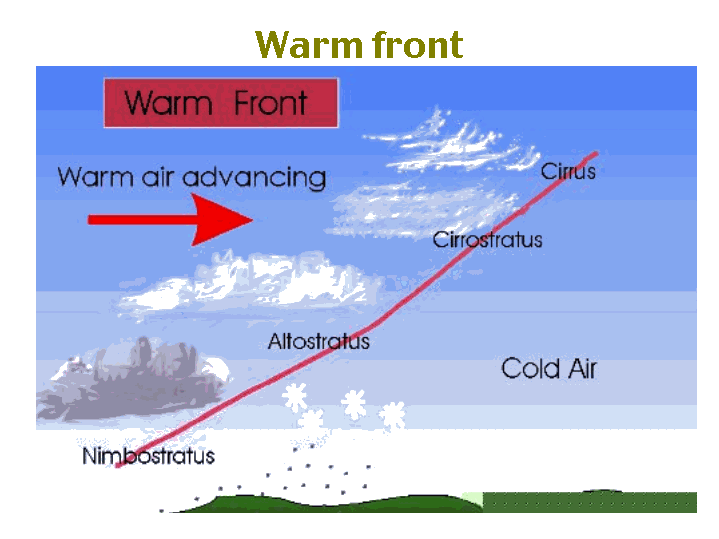 Warm front
Warm Front
Warm air advancing
Cirrus
Cirrostratus
Altostratus
Cold Air
Nimbostratus